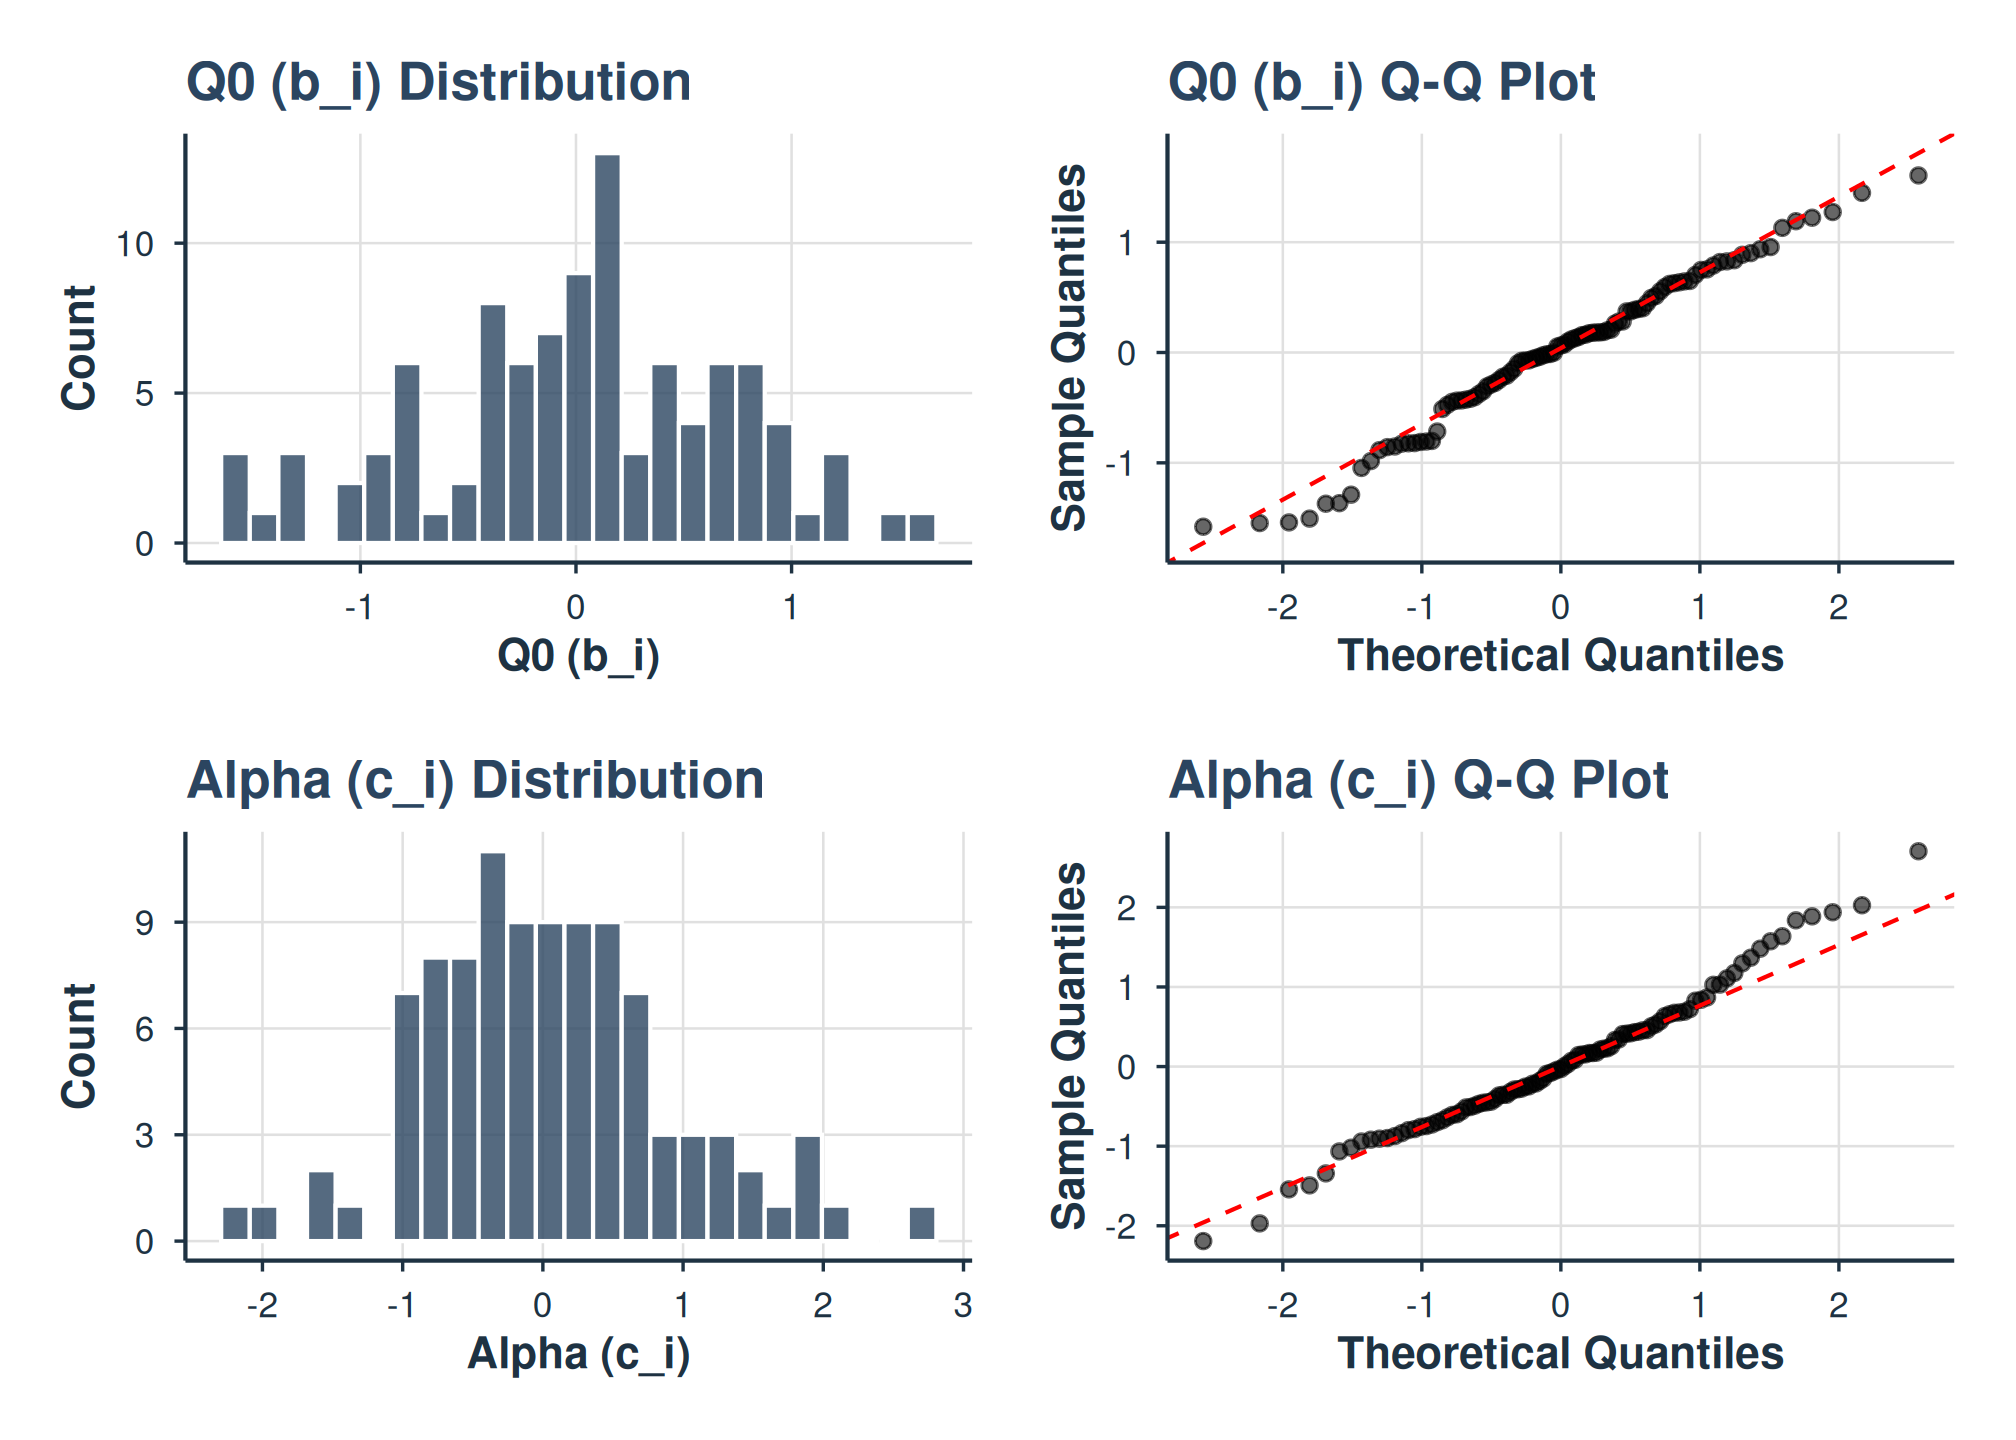 Q0 (b_i) Distribution
10
5
0
Count
-1
0
1
Q0 (b_i)
Q0 (b_i) Q-Q Plot
1
0
-1
Sample Quantiles
-2
-1
0
1
2
Theoretical Quantiles
Alpha (c_i) Distribution
9
6
3
0
Count
-2
-1
0
1
2
3
Alpha (c_i)
Alpha (c_i) Q-Q Plot
2
1
0
-1
-2
Sample Quantiles
-2
-1
0
1
2
Theoretical Quantiles